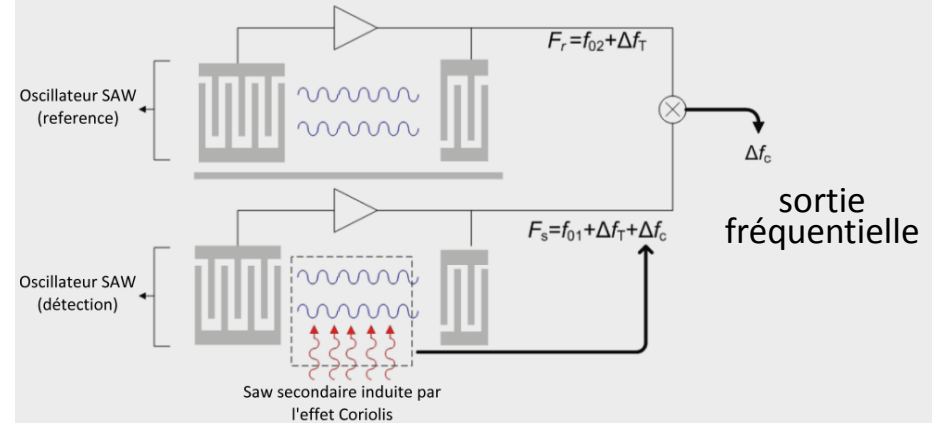 Fr=f02+ΔfT
Oscillateur SAW
(reference)
Δfc
sortie
fréquentielle
Fs=f01+ΔfT+Δfc
Oscillateur SAW
(détection)
Saw secondaire induite par
l'effet Coriolis